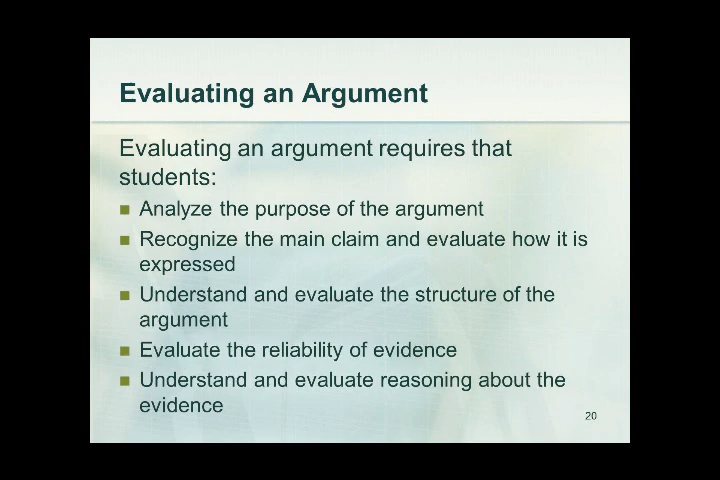 Evaluating an Argument
Evaluating an argument requires that
students:
Analyze the purpose of the argument
Recognize the main claim and evaluate how it is
expressed
Understand and evaluate the structure of the
argument
Evaluate the reliability of evidence
Understand and evaluate reasoning about the
evidence
20